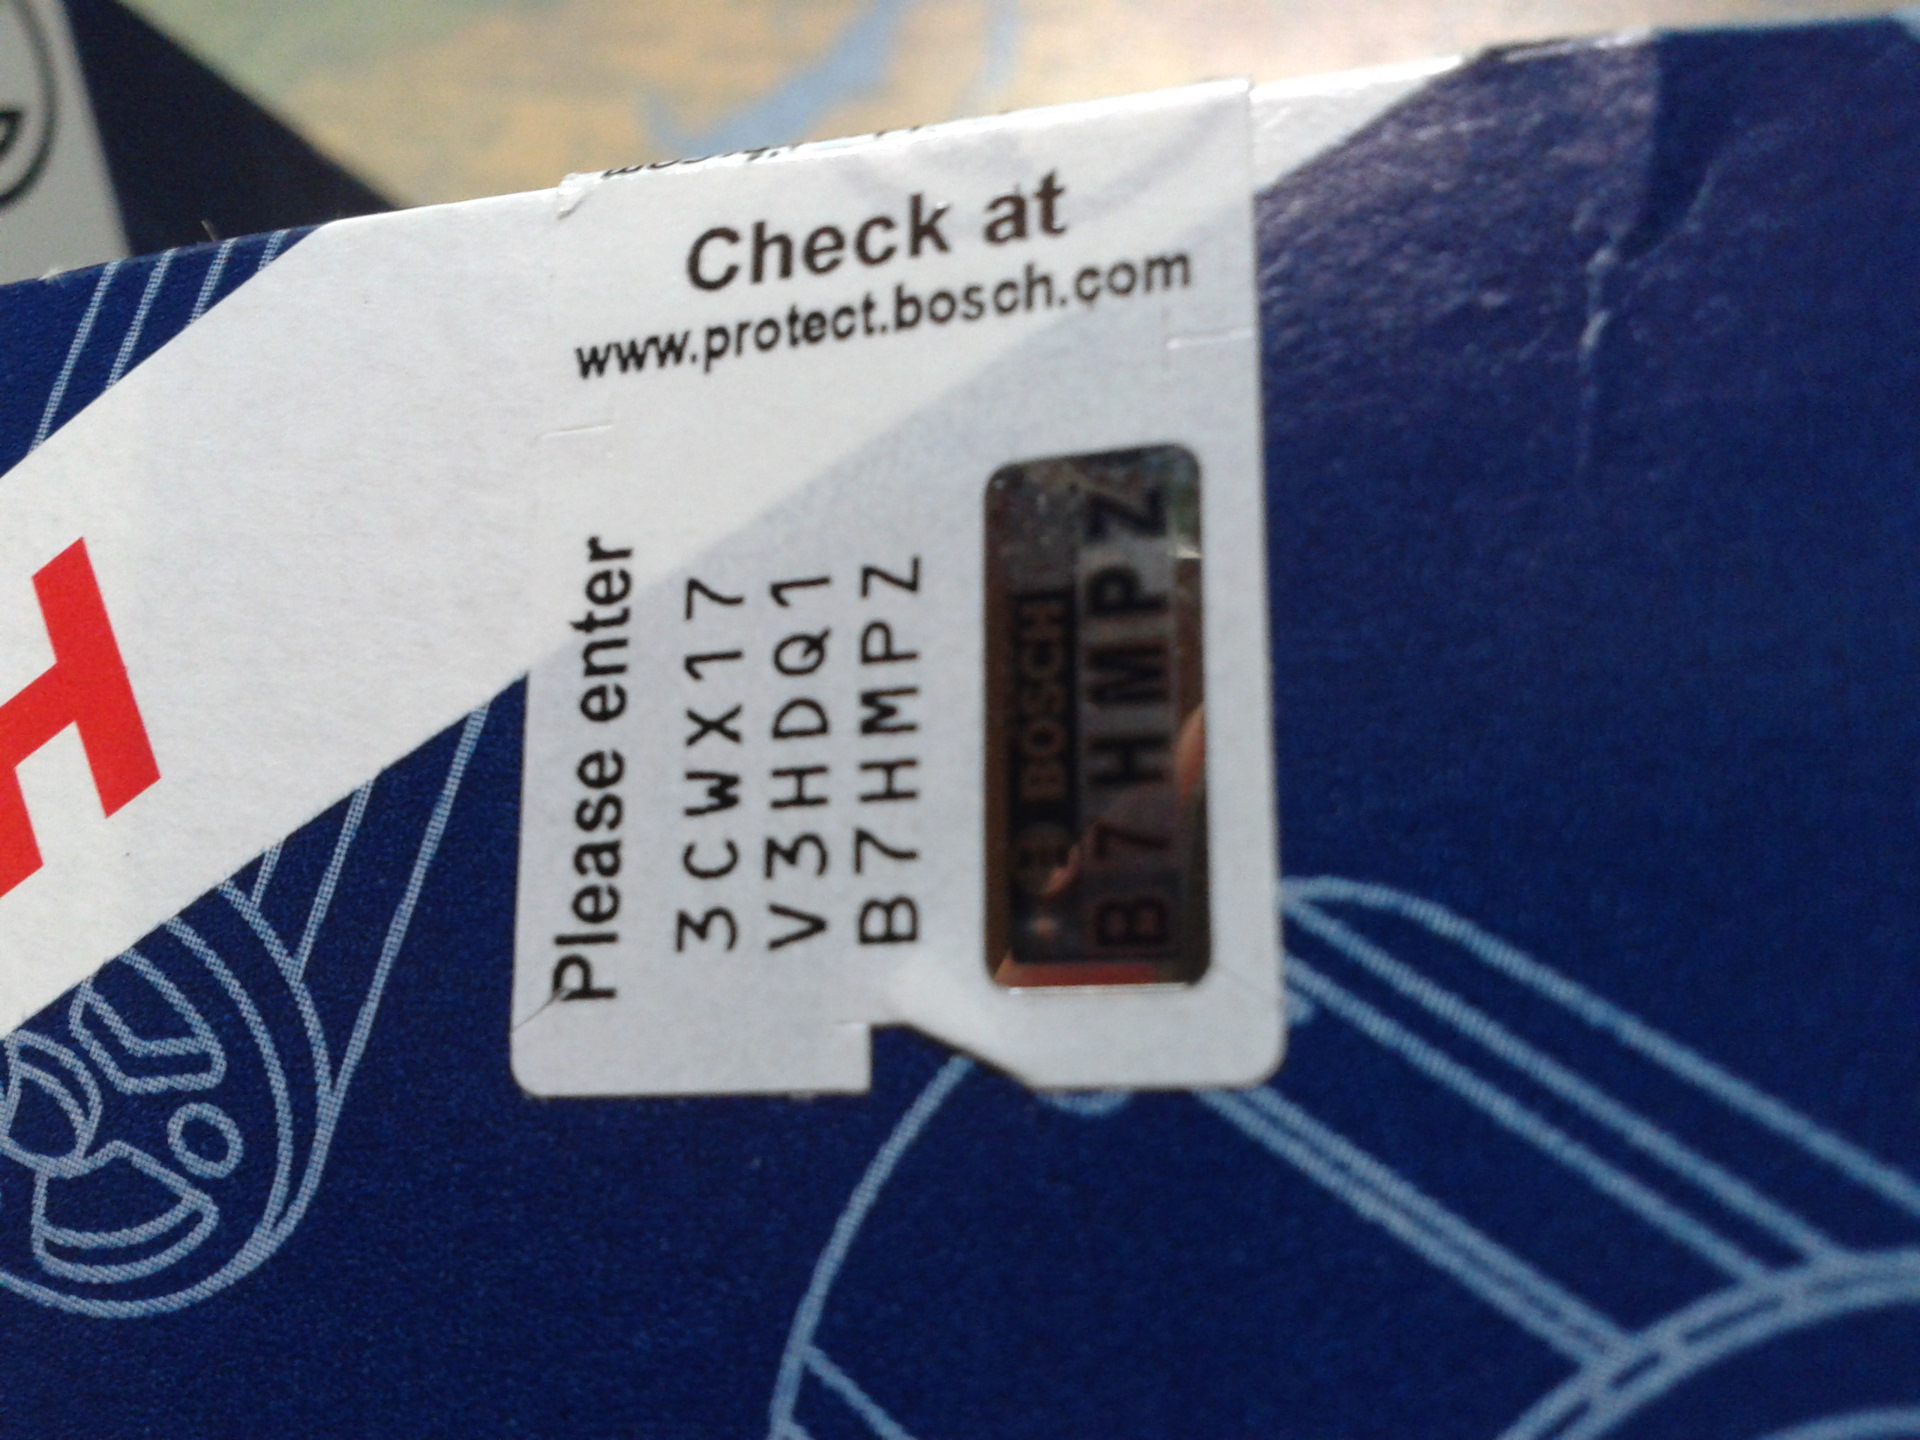 Check at
www.protect.bosch.com
Please enter
3CWX17
V3HDQ1
B7HMPZ
BOSCH
B7HMPZ
H